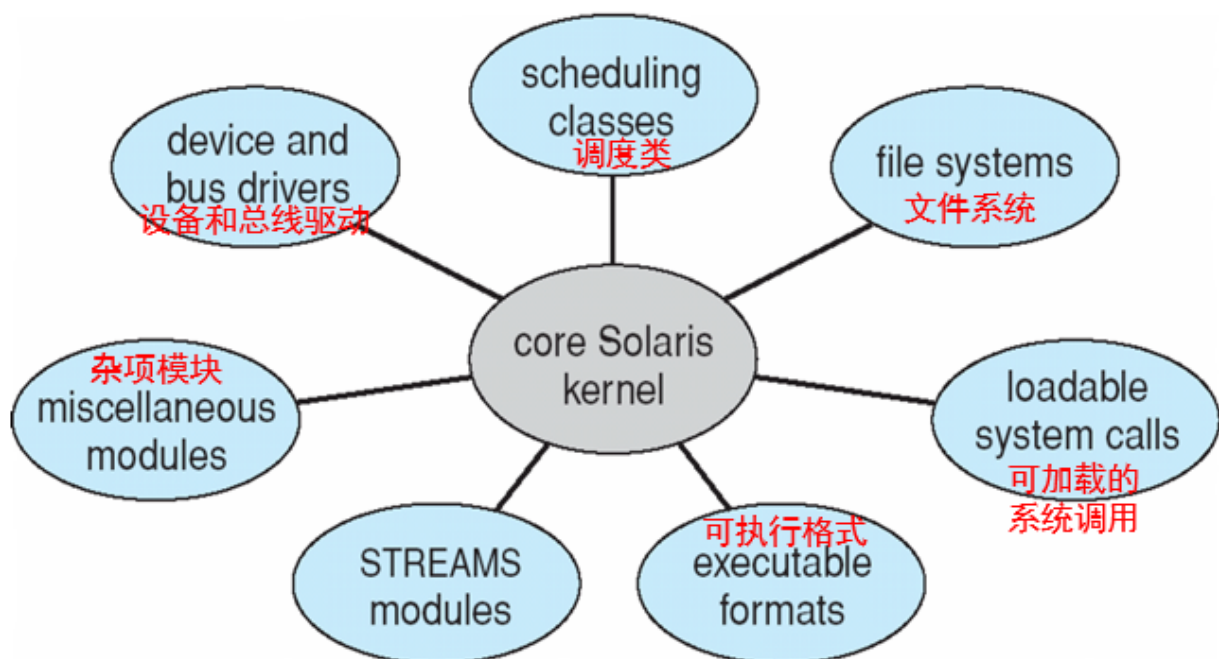 scheduling
classes
调度类
device and
bus drivers
设备和总线驱动
file systems
文件系统
core Solaris
kernel
杂项模块
miscellaneous
modules
loadable
system calls
可加载的
系统调用
STREAMS
modules
可执行格式
executable
formats